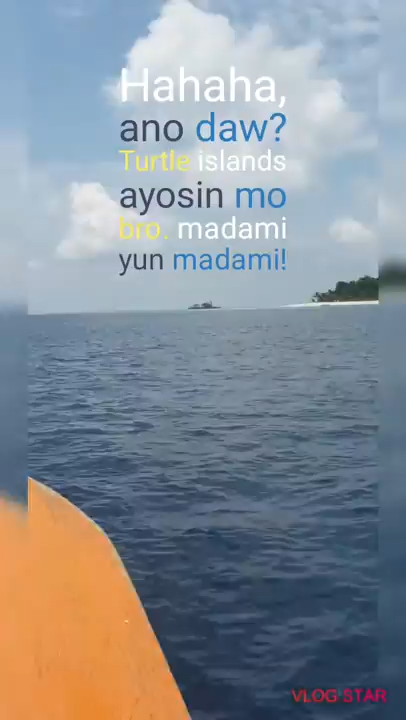 Hahaha,
ano daw?
Turtle islands
ayosin mo
bro. madami
yun madami!
VLOG STAR